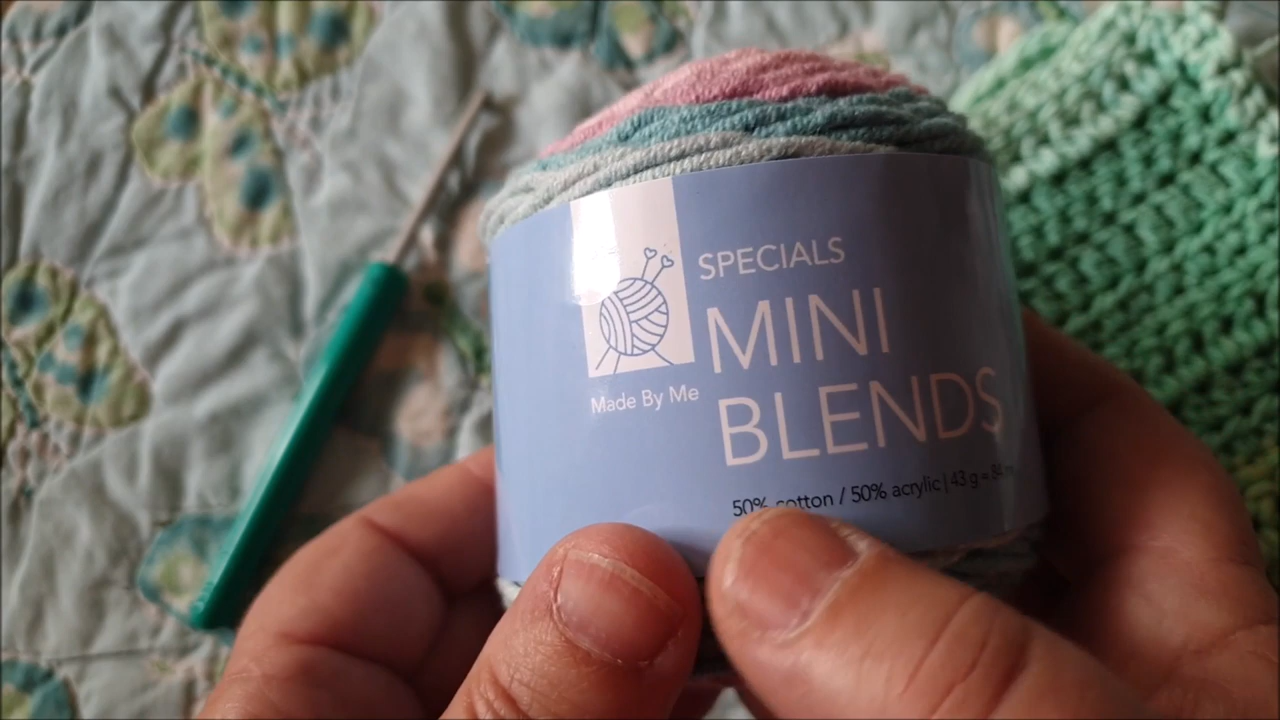 SPECIALS
MINI
BLENDS
Made By Me
50% cotton / 50% acrylic | 43 g =